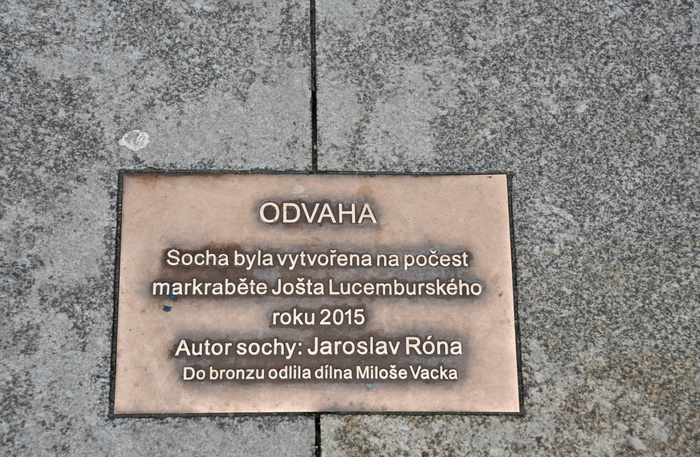 ODVAHA
Socha byla vytvořena na počest
markraběte Jošta Lucemburského
roku 2015
Autor sochy: Jaroslav Róna
Do bronzu odlila dílna Miloše Vacka